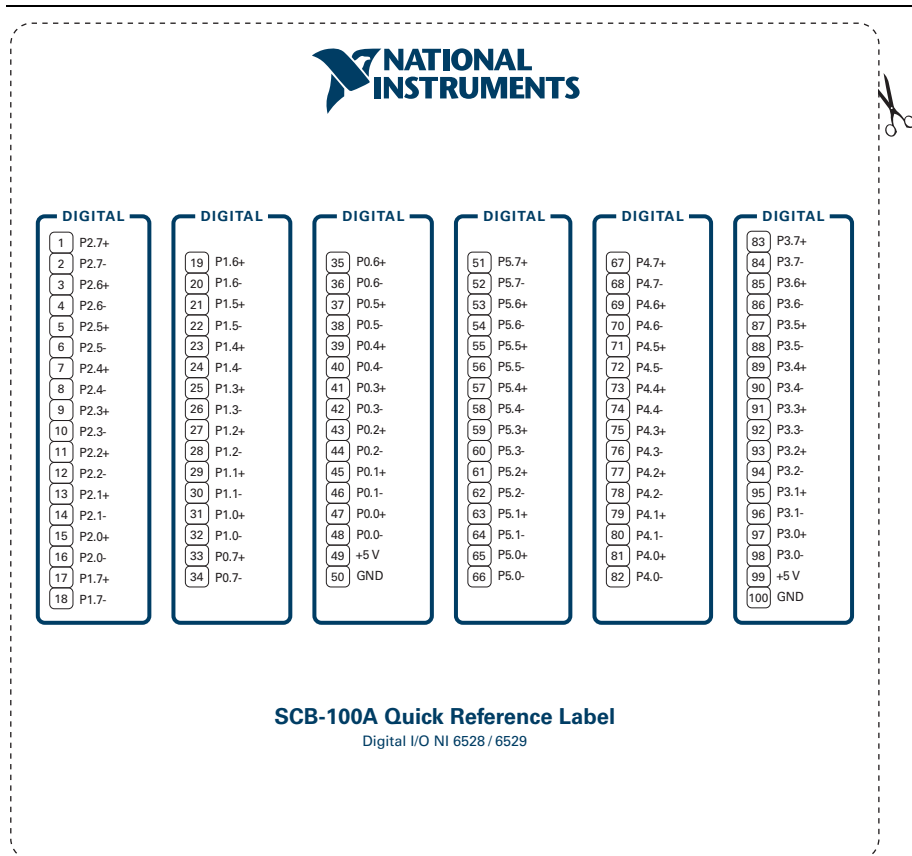 NATIONAL
INSTRUMENTS
DIGITAL
1 P2.7+
2 P2.7-
3 P2.6+
4 P2.6-
5 P2.5+
6 P2.5-
7 P2.4+
8 P2.4-
9 P2.3+
10 P2.3-
11 P2.2+
12 P2.2-
13 P2.1+
14 P2.1-
15 P2.0+
16 P2.0-
17 P1.7+
18 P1.7-
DIGITAL
19 P1.6+
20 P1.6-
21 P1.5+
22 P1.5-
23 P1.4+
24 P1.4-
25 P1.3+
26 P1.3-
27 P1.2+
28 P1.2-
29 P1.1+
30 P1.1-
31 P1.0+
32 P1.0-
33 P0.7+
34 P0.7-
DIGITAL
35 P0.6+
36 P0.6-
37 P0.5+
38 P0.5-
39 P0.4+
40 P0.4-
41 P0.3+
42 P0.3-
43 P0.2+
44 P0.2-
45 P0.1+
46 P0.1-
47 P0.0+
48 P0.0-
49 +5 V
50 GND
DIGITAL
51 P5.7+
52 P5.7-
53 P5.6+
54 P5.6-
55 P5.5+
56 P5.5-
57 P5.4+
58 P5.4-
59 P5.3+
60 P5.3-
61 P5.2+
62 P5.2-
63 P5.1+
64 P5.1-
65 P5.0+
66 P5.0-
DIGITAL
67 P4.7+
68 P4.7-
69 P4.6+
70 P4.6-
71 P4.5+
72 P4.5-
73 P4.4+
74 P4.4-
75 P4.3+
76 P4.3-
77 P4.2+
78 P4.2-
79 P4.1+
80 P4.1-
81 P4.0+
82 P4.0-
DIGITAL
83 P3.7+
84 P3.7-
85 P3.6+
86 P3.6-
87 P3.5+
88 P3.5-
89 P3.4+
90 P3.4-
91 P3.3+
92 P3.3-
93 P3.2+
94 P3.2-
95 P3.1+
96 P3.1-
97 P3.0+
98 P3.0-
99 +5 V
100 GND
SCB-100A Quick Reference Label
Digital I/O NI 6528 / 6529